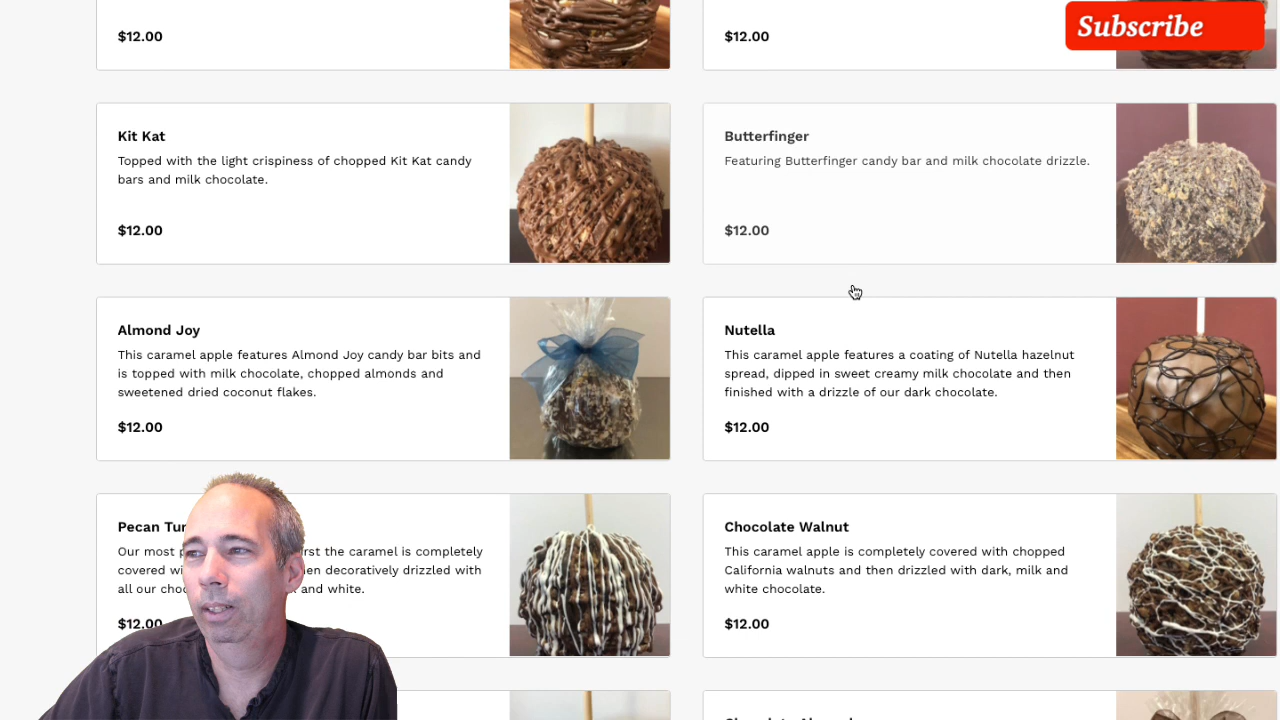 $12.00
$12.00
Subscribe
Kit Kat
Topped with the light crispiness of chopped Kit Kat candy
bars and milk chocolate.
$12.00
Butterfinger
Featuring Butterfinger candy bar and milk chocolate drizzle.
$12.00
Almond Joy
This caramel apple features Almond Joy candy bar bits and
is topped with milk chocolate, chopped almonds and
sweetened dried coconut flakes.
$12.00
Nutella
This caramel apple features a coating of Nutella hazelnut
spread, dipped in sweet creamy milk chocolate and then
finished with a drizzle of our dark chocolate.
$12.00
Pecan
Our most the caramel is completely
covered decoratively drizzled with
all our and white.
$12.00
Chocolate Walnut
This caramel apple is completely covered with chopped
California walnuts and then drizzled with dark, milk and
white chocolate.
$12.00